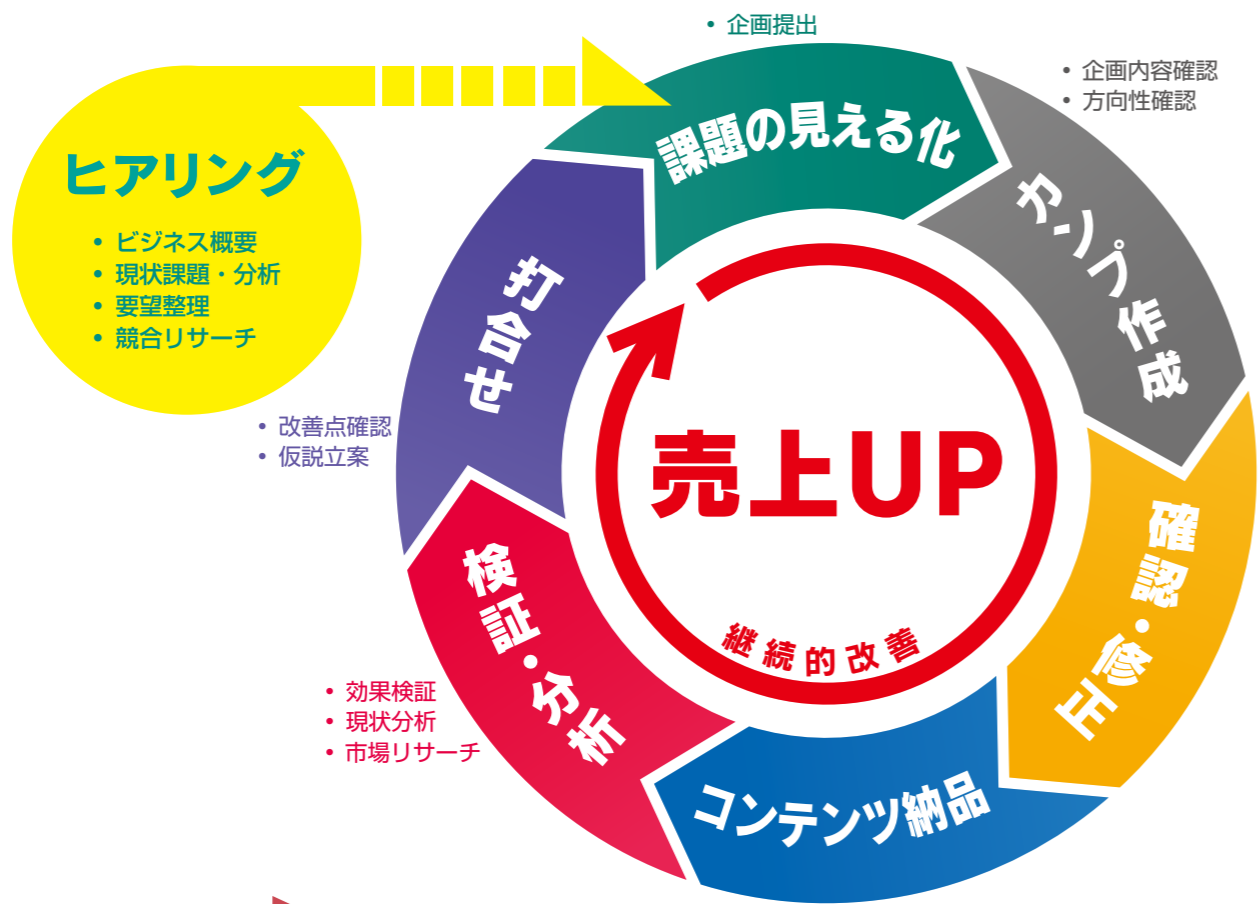 ヒアリング
• ビジネス概要
• 現状課題・分析
• 要望整理
• 競合リサーチ
• 企画提出
課題の見える化
• 企画内容確認
• 方向性確認
カンプ作成
確認・修正
コンテンツ納品
検証・分析
• 効果検証
• 現状分析
• 市場リサーチ
打合せ
• 改善点確認
• 仮説立案
売上UP
継続的改善